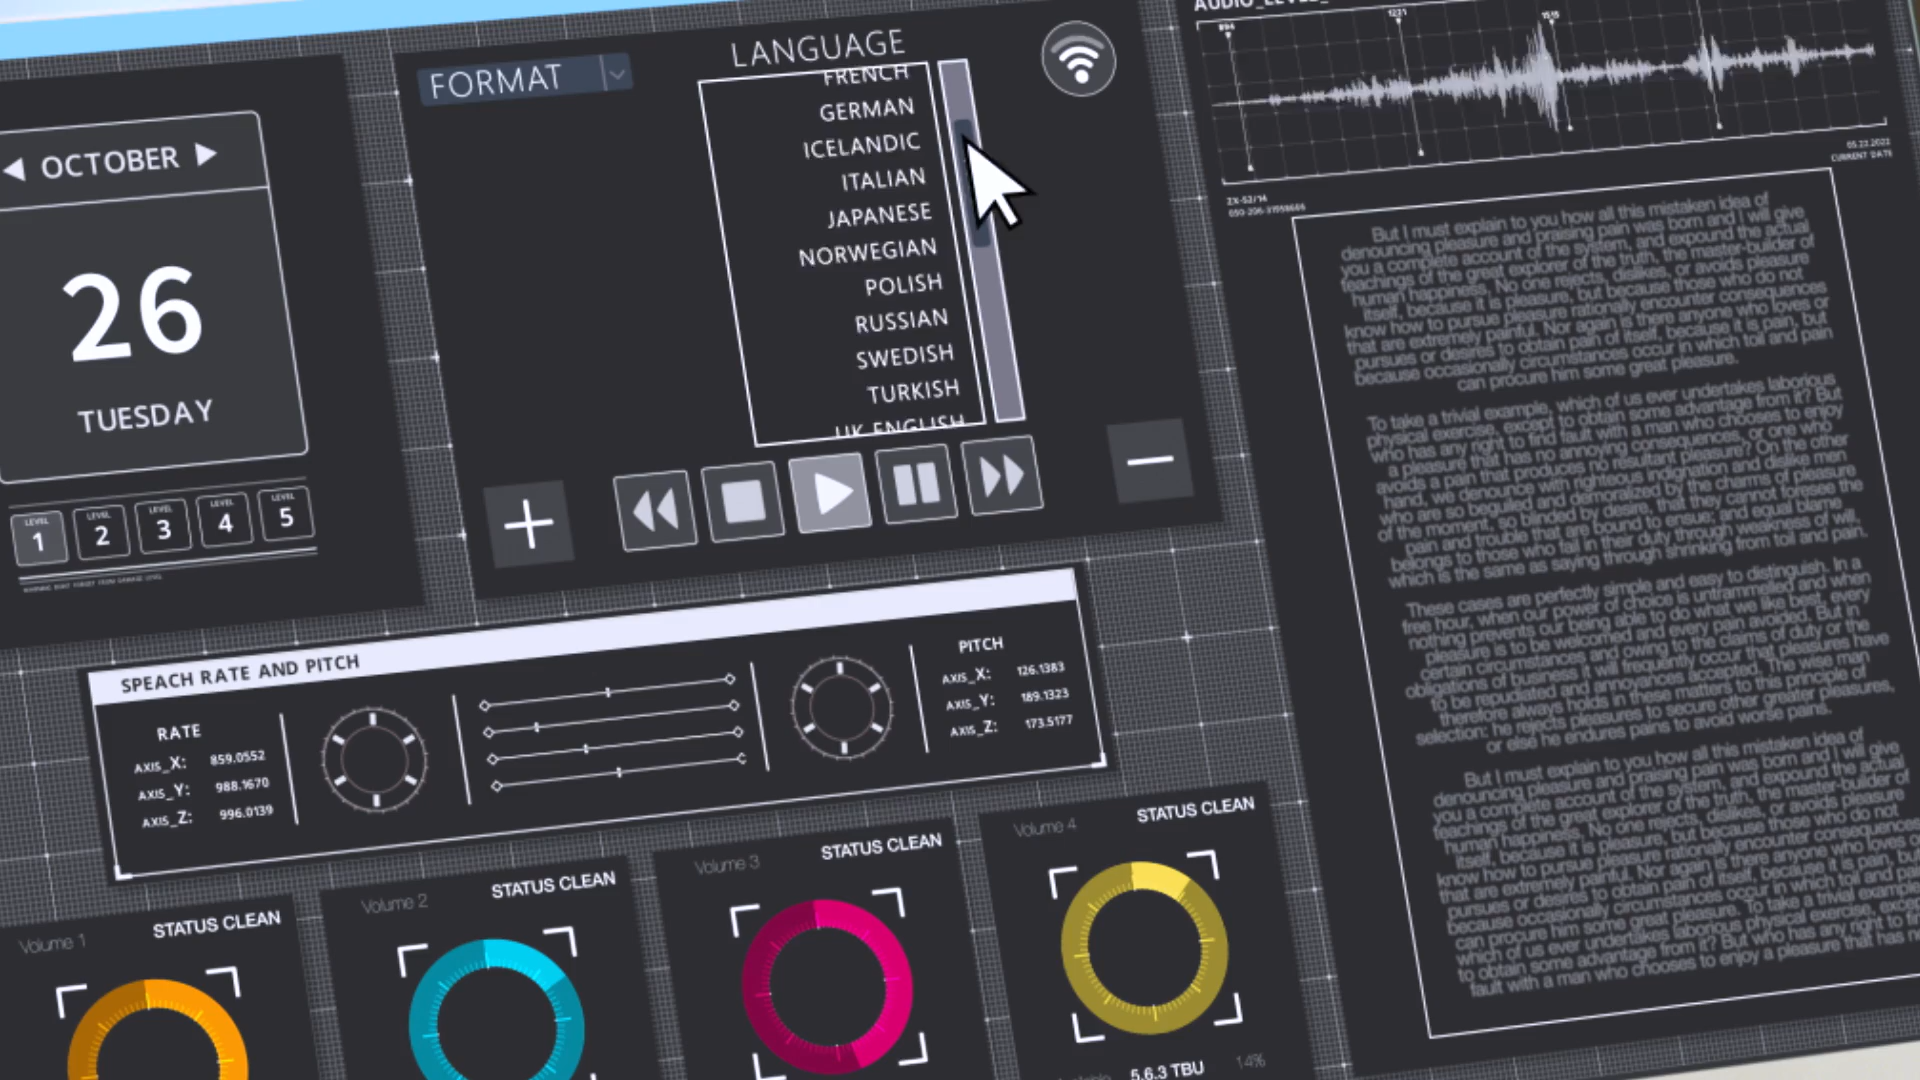 OCTOBER
26
TUESDAY
LEVEL
1
LEVEL
2
LEVEL
3
LEVEL
4
LEVEL
5
FORMAT
LANGUAGE
FRENCH
GERMAN
ICELANDIC
ITALIAN
JAPANESE
NORWEGIAN
POLISH
RUSSIAN
SWEDISH
TURKISH
UK ENGLISH
SPEACH RATE AND PITCH
RATE
AXIS_X: 859.0552
AXIS_Y: 988.1670
AXIS_Z: 996.0139
PITCH
AXIS_X: 126.1383
AXIS_Y: 189.1323
AXIS_Z: 173.5177
Volume 1 STATUS CLEAN
Volume 2 STATUS CLEAN
Volume 3 STATUS CLEAN
Volume 4 STATUS CLEAN
5.6.3 TBU 14%
894
1221
1515
05.22.2022
CURRENT DATE
But I must explain to you how all this mistaken idea of
denouncing pleasure and praising pain was born and I will give
you a complete account of the system, and expound the actual
teachings of the great explorer of the truth, the master-builder of
human happiness. No one rejects, dislikes, or avoids pleasure
itself, because it is pleasure, but because those who do not
know how to pursue pleasure rationally encounter consequences
that are extremely painful. Nor again is there anyone who loves or
pursues or desires to obtain pain of itself, because it is pain, but
because occasionally circumstances occur in which toil and pain
can procure him some great pleasure.
To take a trivial example, which of us ever undertakes laborious
physical exercise, except to obtain some advantage from it? But
who has any right to find fault with a man who chooses to enjoy
a pleasure that has no annoying consequences, or one who
avoids a pain that produces no resultant pleasure? On the other
hand, we denounce with righteous indignation and dislike men
who are so beguiled and demoralized by the charms of pleasure
of the moment, so blinded by desire, that they cannot foresee the
pain and trouble that are bound to ensue; and equal blame
belongs to those who fail in their duty through weakness of will,
which is the same as saying through shrinking from toil and pain.
These cases are perfectly simple and easy to distinguish. In a
free hour, when our power of choice is untrammelled and when
nothing prevents our being able to do what we like best, every
pleasure is to be welcomed and every pain avoided. But in
certain circumstances and owing to the claims of duty or the
obligations of business it will frequently occur that pleasures have
to be repudiated and annoyances accepted. The wise man
therefore always holds in these matters to this principle of
selection: he rejects pleasures to secure other greater pleasures,
or else he endures pains to avoid worse pains.
But I must explain to you how all this mistaken idea of
denouncing pleasure and praising pain was born and I will give
you a complete account of the system, and expound the actual
teachings of the great explorer of the truth, the master-builder of
human happiness. No one rejects, dislikes, or avoids pleasure
itself, because it is pleasure, but because those who do not
know how to pursue pleasure rationally encounter consequences
that are extremely painful. Nor again is there anyone who loves o
pursues or desires to obtain pain of itself, because it is pain, but
because occasionally circumstances occur in which toil and pain
can procure him some great pleasure. To take a trivial example
which of us ever undertakes laborious physical exercise, excep
to obtain some advantage from it? But who has any right to fin
fault with a man who chooses to enjoy a pleasure that has n